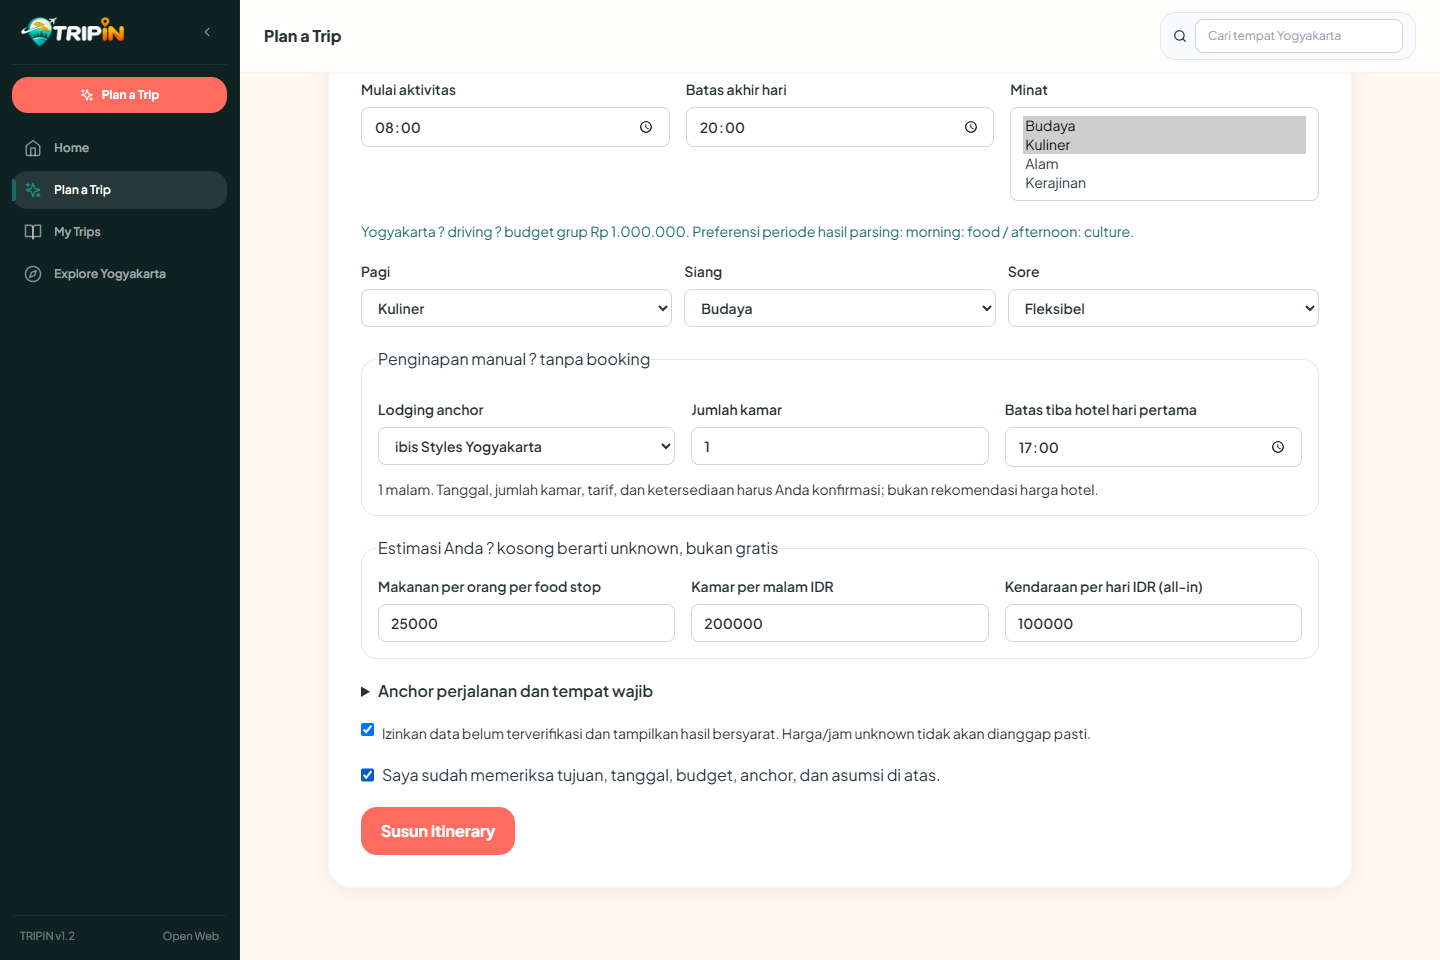 TRIPIN
Plan a Trip
Home
Plan a Trip
My Trips
Explore Yogyakarta
TRIPIN v1.2
Open Web
Plan a Trip
Cari tempat Yogyakarta
Mulai aktivitas
08:00
Batas akhir hari
20:00
Minat
Budaya
Kuliner
Alam
Kerajinan
Yogyakarta ? driving ? budget grup Rp 1.000.000. Preferensi periode hasil parsing: morning: food / afternoon: culture.
Pagi
Kuliner
Siang
Budaya
Sore
Fleksibel
Penginapan manual ? tanpa booking
Lodging anchor
ibis Styles Yogyakarta
Jumlah kamar
1
Batas tiba hotel hari pertama
17:00
1 malam. Tanggal, jumlah kamar, tarif, dan ketersediaan harus Anda konfirmasi; bukan rekomendasi harga hotel.
Estimasi Anda ? kosong berarti unknown, bukan gratis
Makanan per orang per food stop
25000
Kamar per malam IDR
200000
Kendaraan per hari IDR (all-in)
100000
Anchor perjalanan dan tempat wajib
Izinkan data belum terverifikasi dan tampilkan hasil bersyarat. Harga/jam unknown tidak akan dianggap pasti.
Saya sudah memeriksa tujuan, tanggal, budget, anchor, dan asumsi di atas.
Susun itinerary